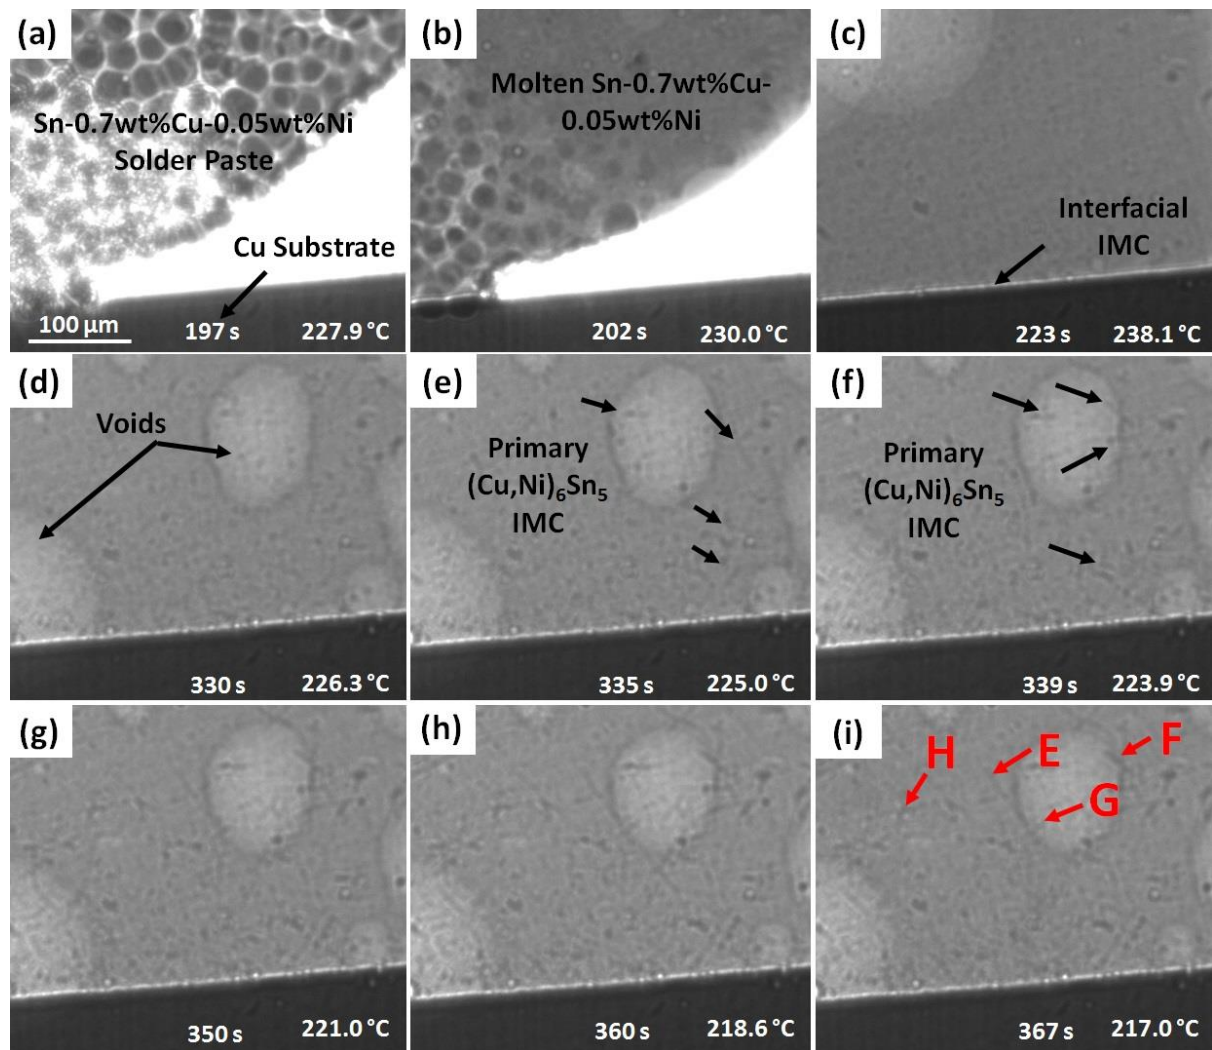 (a)
Sn-0.7wt%Cu-0.05wt%Ni
Solder Paste
Cu Substrate
100 µm
197 s
227.9 °C
(b)
Molten Sn-0.7wt%Cu-
0.05wt%Ni
202 s
230.0 °C
(c)
Interfacial
IMC
223 s
238.1 °C
(d)
Voids
330 s
226.3 °C
(e)
Primary
(Cu,Ni)₆Sn₅
IMC
335 s
225.0 °C
(f)
Primary
(Cu,Ni)₆Sn₅
IMC
339 s
223.9 °C
(g)
350 s
221.0 °C
(h)
360 s
218.6 °C
(i)
H
E
F
G
367 s
217.0 °C